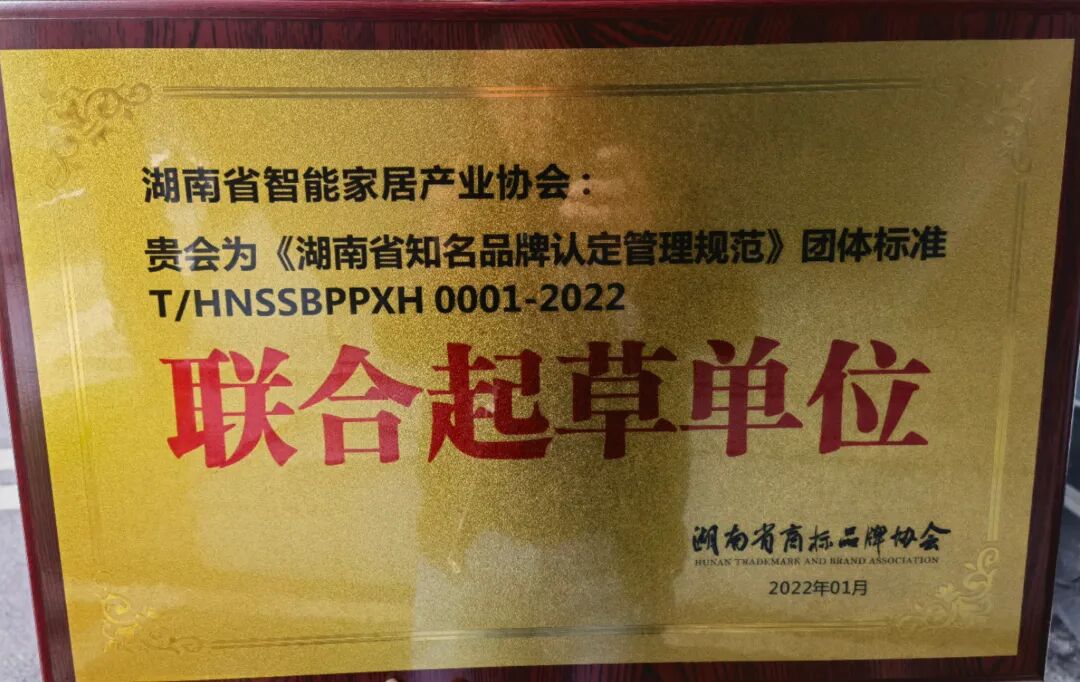 湖南省智能家居产业协会：
贵会为《湖南省知名品牌认定管理规范》团体标准
T/HNSSBPPXH 0001-2022
联合起草单位
湖南省商标品牌协会
HUNAN TRADEMARK AND BRAND ASSOCIATION
2022年01月